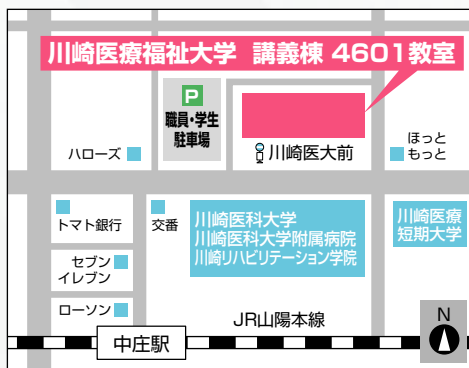 川崎医療福祉大学 講義棟 4601教室
P
職員・学生
駐車場
ハローズ
川崎医大前
ほっと
もっと
トマト銀行
交番
川崎医科大学
川崎医科大学附属病院
川崎リハビリテーション学院
川崎医療
短期大学
セブン
イレブン
ローソン
JR山陽本線
中庄駅
N